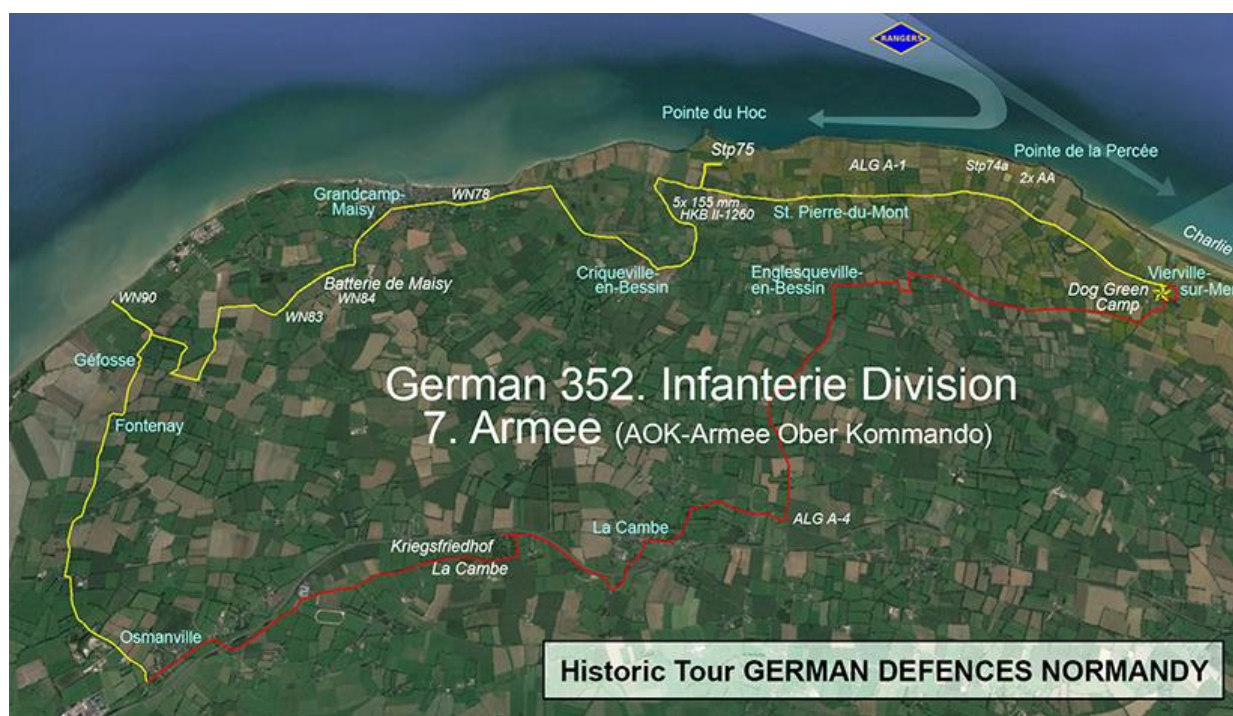 RANGERS
Pointe du Hoc
Stp75
Pointe de la Percée
ALG A-1
Stp74a
2x AA
Grandcamp-
Maisy
WN78
5x 155 mm
HKB II-1260
St. Pierre-du-Mont
Charlie
Criqueville-
en-Bessin
Englesqueville-
en-Bessin
Vierville-
sur-Mer
Dog Green
Camp
Batterie de Maisy
WN84
WN90
WN83
Géfosse
German 352. Infanterie Division
7. Armee (AOK-Armee Ober Kommando)
Fontenay
La Cambe
ALG A-4
Kriegsfriedhof
La Cambe
Osmanville
Historic Tour GERMAN DEFENCES NORMANDY